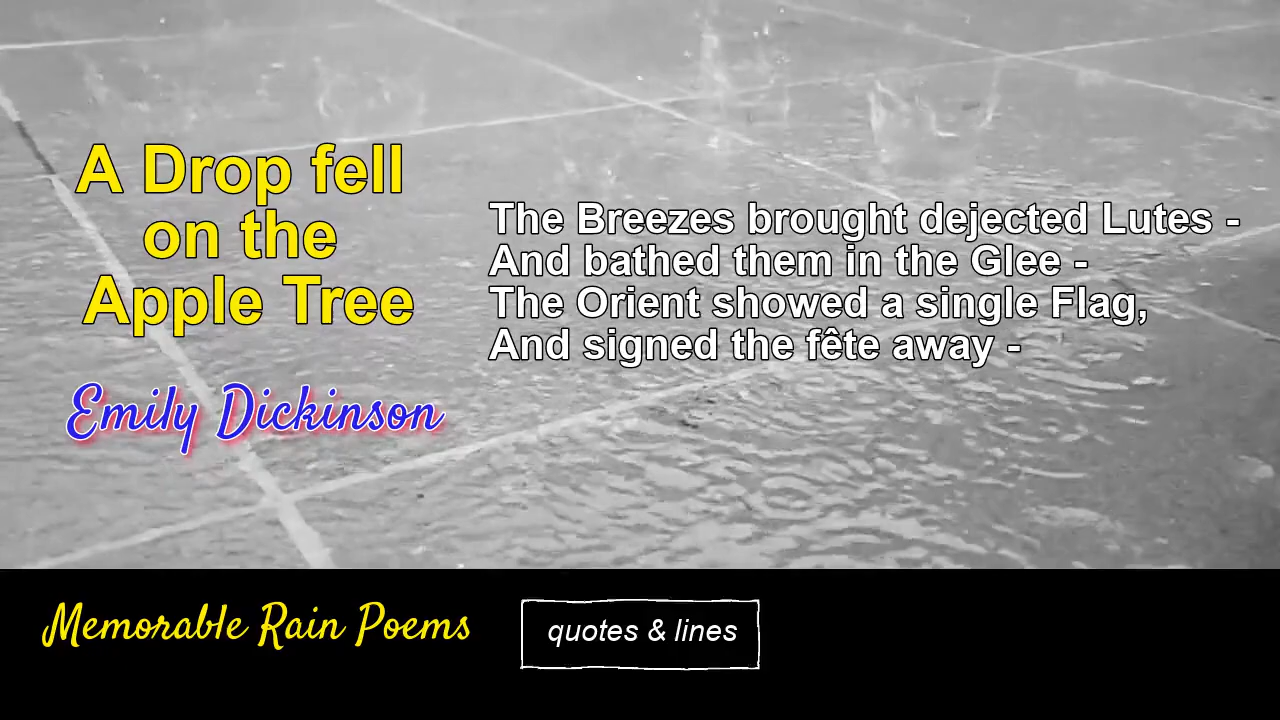 A Drop fell
on the
Apple Tree
Emily Dickinson
The Breezes brought dejected Lutes -
And bathed them in the Glee -
The Orient showed a single Flag,
And signed the fête away -
Memorable Rain Poems
quotes & lines